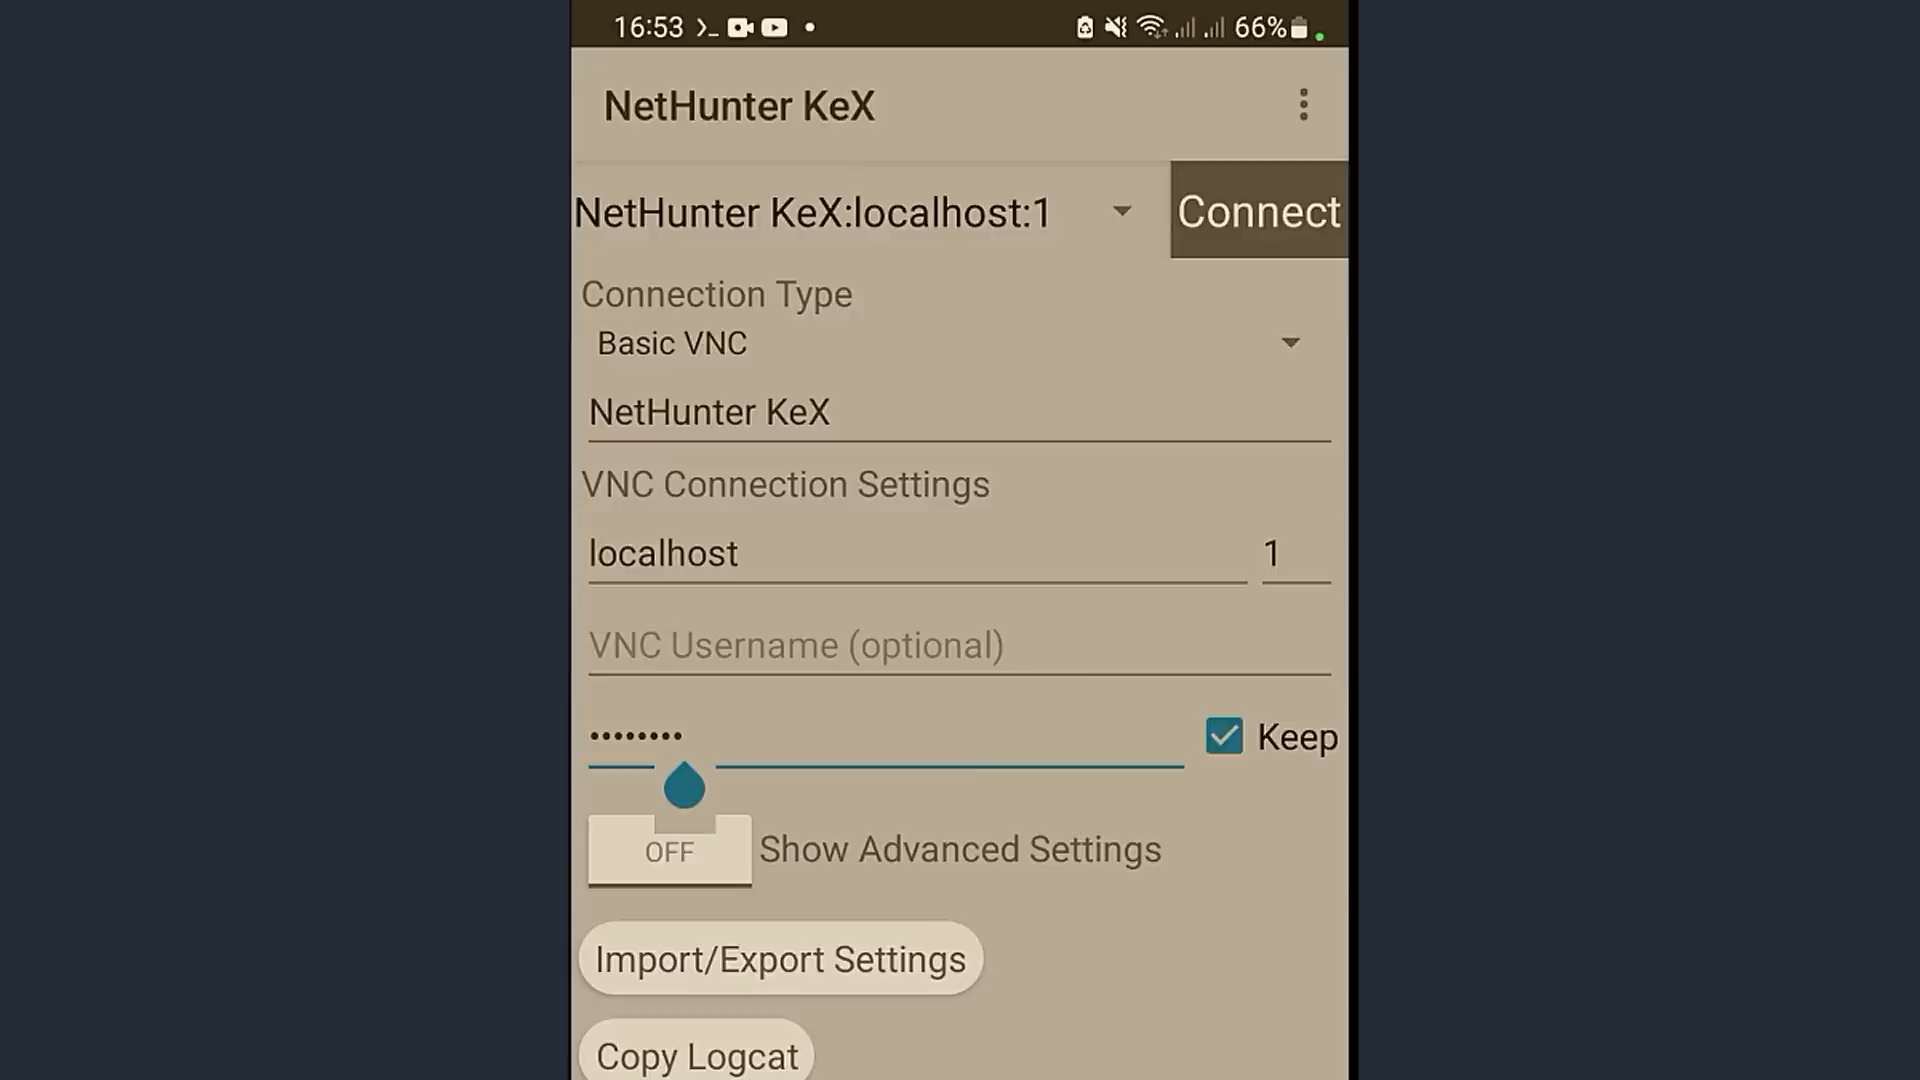 16:53 66%
NetHunter KeX
NetHunter KeX:localhost:1 Connect
Connection Type
Basic VNC
NetHunter KeX
VNC Connection Settings
localhost 1
VNC Username (optional)
•••••••• Keep
OFF Show Advanced Settings
Import/Export Settings
Copy Logcat